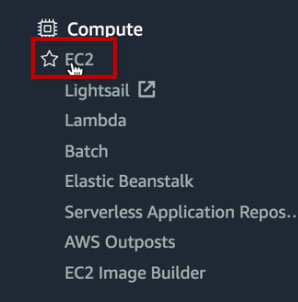 Compute
EC2
Lightsail
Lambda
Batch
Elastic Beanstalk
Serverless Application Repos...
AWS Outposts
EC2 Image Builder